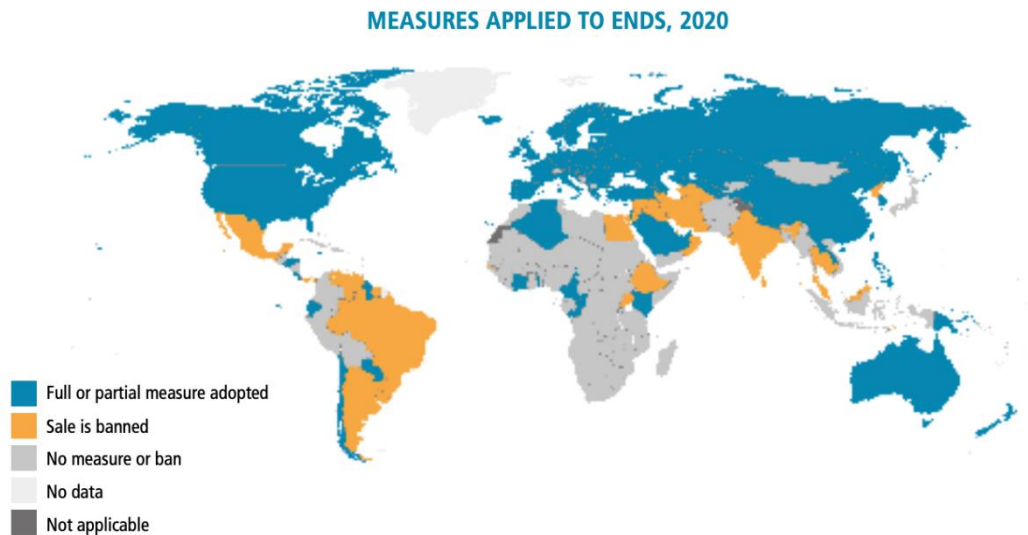 MEASURES APPLIED TO ENDS, 2020
Full or partial measure adopted
Sale is banned
No measure or ban
No data
Not applicable